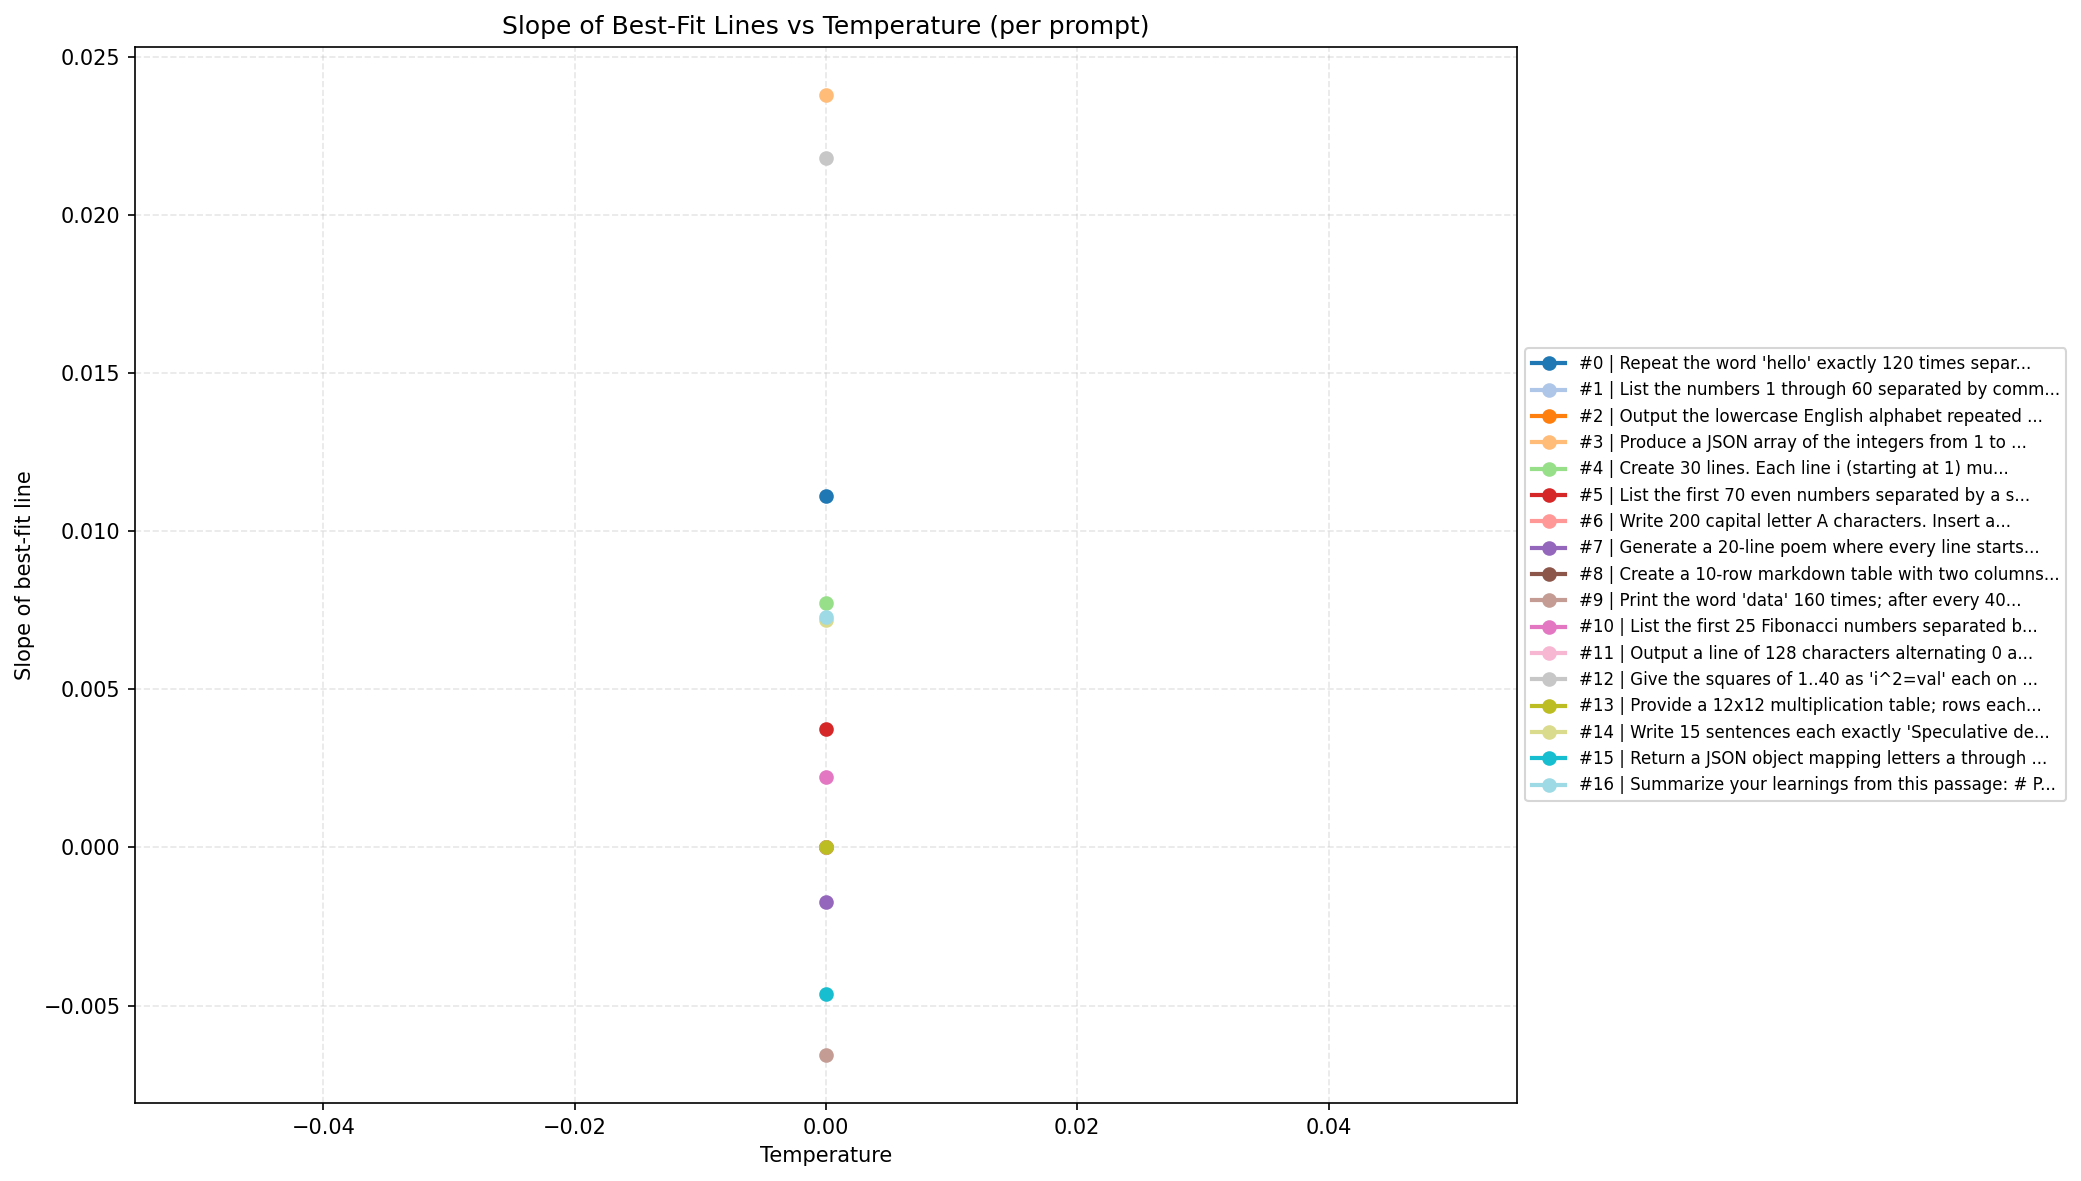 Slope of Best-Fit Lines vs Temperature (per prompt)
0.025
0.020
0.015
0.010
0.005
0.000
−0.005
Slope of best-fit line
−0.04
−0.02
0.00
0.02
0.04
Temperature
#0 | Repeat the word 'hello' exactly 120 times separ...
#1 | List the numbers 1 through 60 separated by comm...
#2 | Output the lowercase English alphabet repeated ...
#3 | Produce a JSON array of the integers from 1 to ...
#4 | Create 30 lines. Each line i (starting at 1) mu...
#5 | List the first 70 even numbers separated by a s...
#6 | Write 200 capital letter A characters. Insert a...
#7 | Generate a 20-line poem where every line starts...
#8 | Create a 10-row markdown table with two columns...
#9 | Print the word 'data' 160 times; after every 40...
#10 | List the first 25 Fibonacci numbers separated b...
#11 | Output a line of 128 characters alternating 0 a...
#12 | Give the squares of 1..40 as 'i^2=val' each on ...
#13 | Provide a 12x12 multiplication table; rows each...
#14 | Write 15 sentences each exactly 'Speculative de...
#15 | Return a JSON object mapping letters a through ...
#16 | Summarize your learnings from this passage: # P...